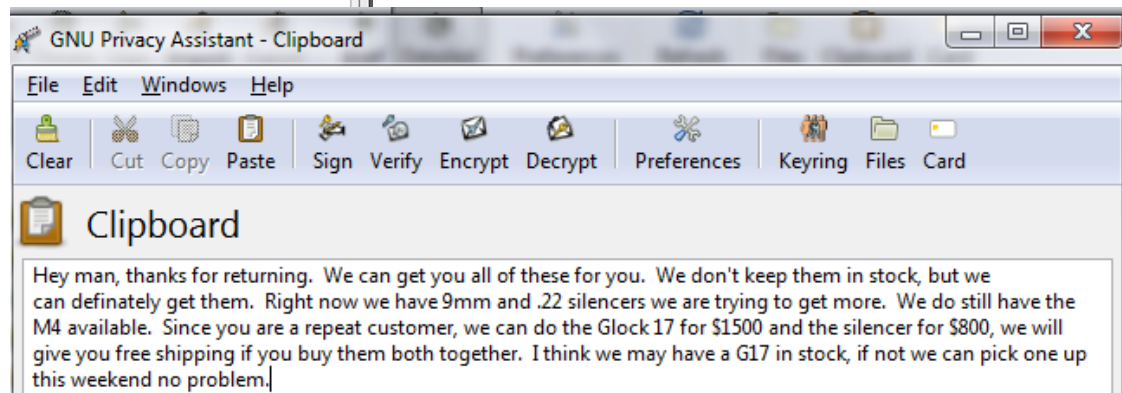 GNU Privacy Assistant - Clipboard
File Edit Windows Help
Clear Cut Copy Paste Sign Verify Encrypt Decrypt Preferences Keyring Files Card
Clipboard
Hey man, thanks for returning.  We can get you all of these for you.  We don't keep them in stock, but we
can definately get them.  Right now we have 9mm and .22 silencers we are trying to get more.  We do still have the
M4 available.  Since you are a repeat customer, we can do the Glock 17 for $1500 and the silencer for $800, we will
give you free shipping if you buy them both together.  I think we may have a G17 in stock, if not we can pick one up
this weekend no problem.